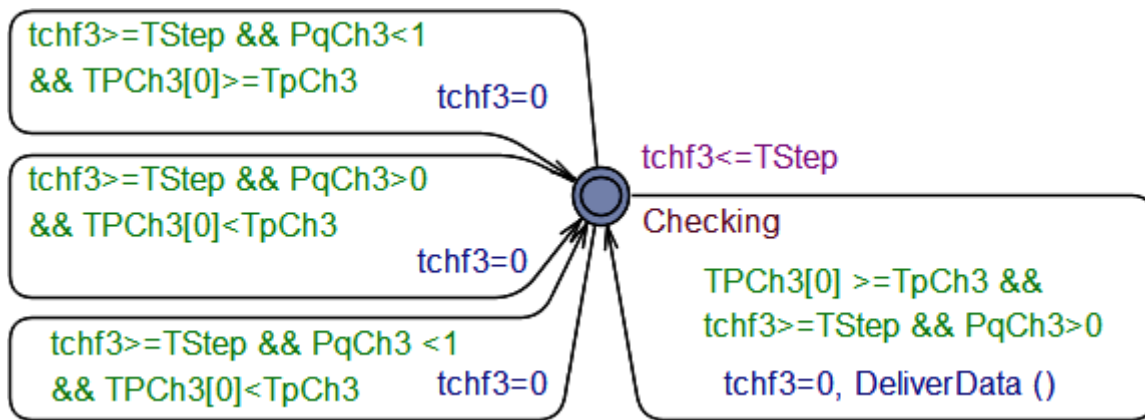 tchf3>=TStep && PqCh3<1
&& TPCh3[0]>=TpCh3
tchf3=0
tchf3>=TStep && PqCh3>0
&& TPCh3[0]<TpCh3
tchf3=0
tchf3>=TStep && PqCh3 <1
&& TPCh3[0]<TpCh3
tchf3=0
tchf3<=TStep
Checking
TPCh3[0] >=TpCh3 &&
tchf3>=TStep && PqCh3>0
tchf3=0, DeliverData ()